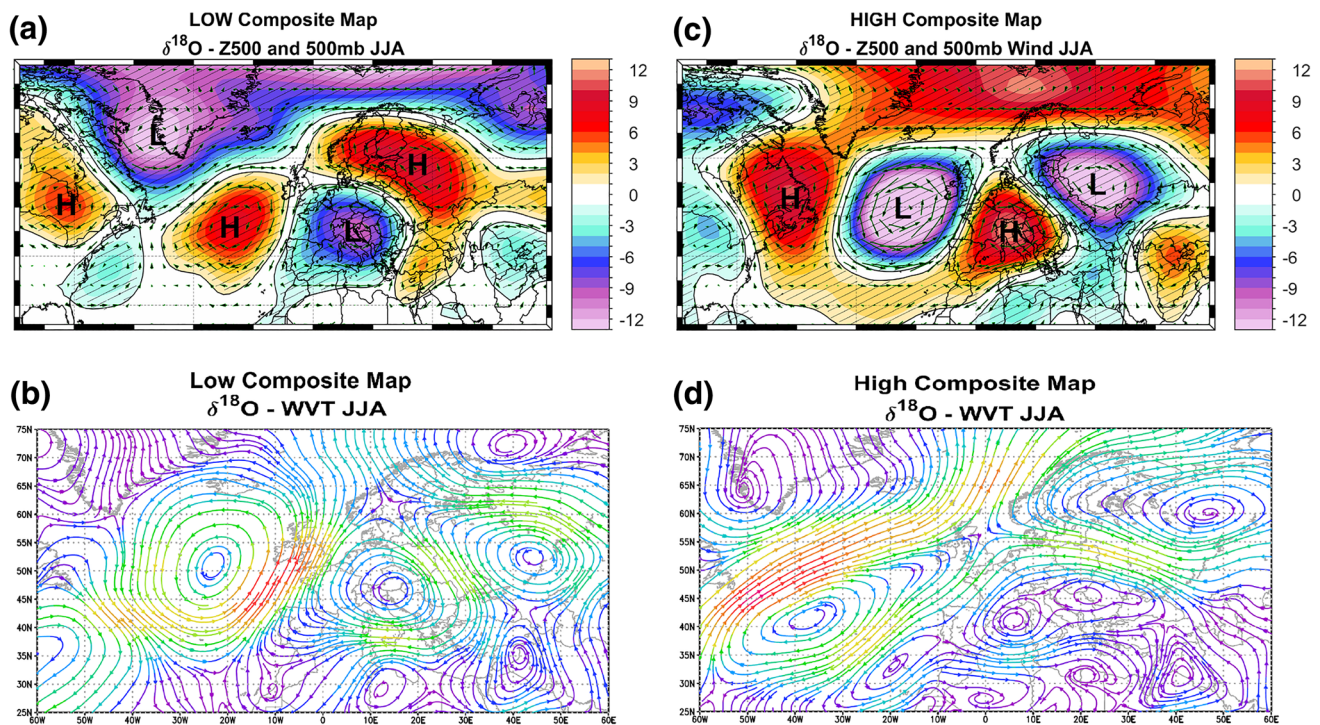 (a)
LOW Composite Map
δ18O - Z500 and 500mb JJA
L
H
H
H
L
12
9
6
3
0
-3
-6
-9
-12
(c)
HIGH Composite Map
δ18O - Z500 and 500mb Wind JJA
H
L
H
L
12
9
6
3
0
-3
-6
-9
-12
(b)
Low Composite Map
δ18O - WVT JJA
75N
70N
65N
60N
55N
50N
45N
40N
35N
30N
25N
60W 50W 40W 30W 20W 10W 0 10E 20E 30E 40E 50E 60E
(d)
High Composite Map
δ18O - WVT JJA
75N
70N
65N
60N
55N
50N
45N
40N
35N
30N
25N
60W 50W 40W 30W 20W 10W 0 10E 20E 30E 40E 50E 60E